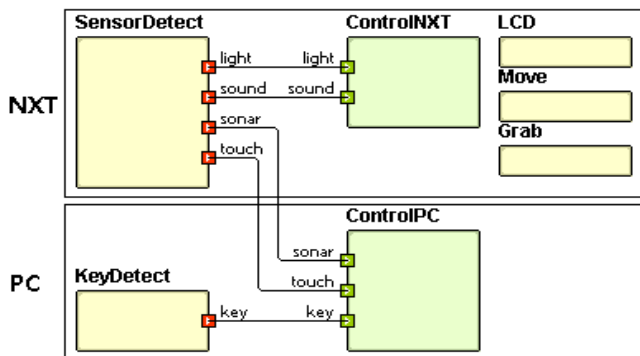 SensorDetect
ControlNXT
LCD
light
light
Move
NXT
sound
sound
sonar
Grab
touch
ControlPC
sonar
PC
KeyDetect
touch
key
key